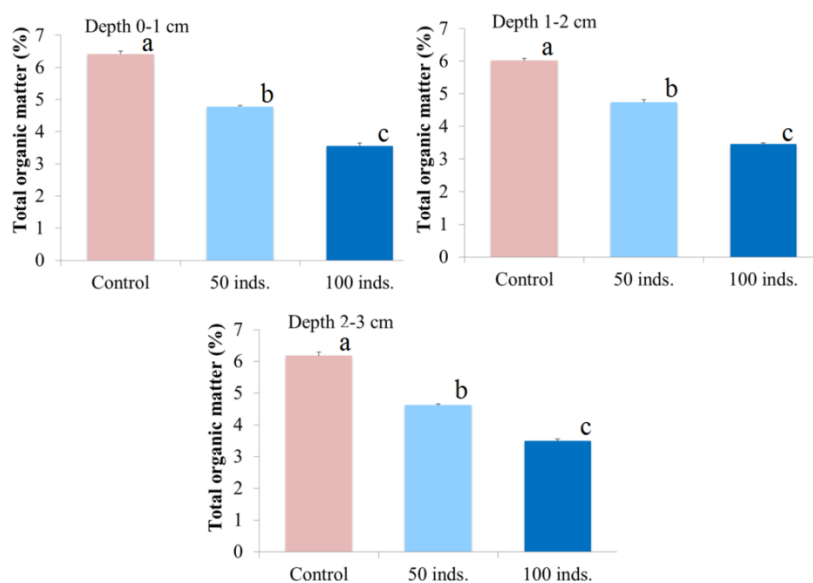 Depth 0-1 cm
Total organic matter (%)
7
6
5
4
3
2
1
0
a
b
c
Control
50 inds.
100 inds.
Depth 1-2 cm
Total organic matter (%)
7
6
5
4
3
2
1
0
a
b
c
Control
50 inds.
100 inds.
Depth 2-3 cm
Total organic matter (%)
7
6
5
4
3
2
1
0
a
b
c
Control
50 inds.
100 inds.